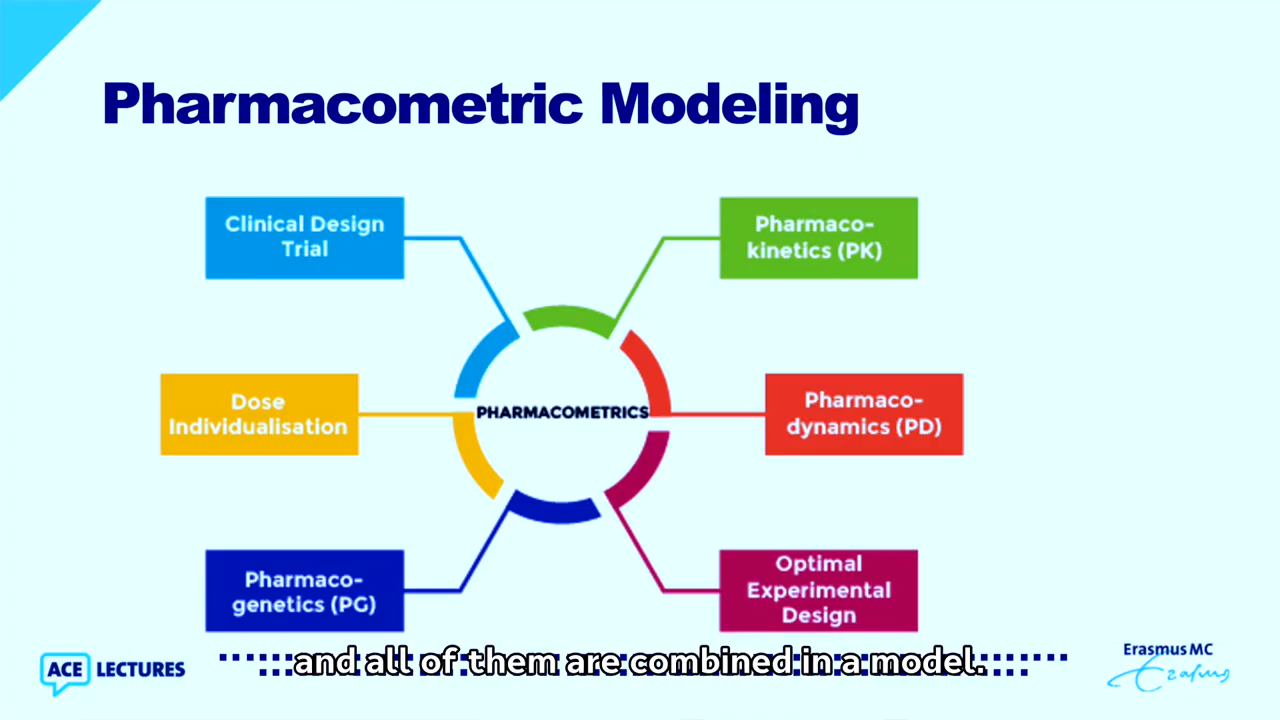 Pharmacometric Modeling
Clinical Design
Trial
Pharmaco-
kinetics (PK)
Dose
Individualisation
PHARMACOMETRICS
Pharmaco-
dynamics (PD)
Pharmaco-
genetics (PG)
Optimal
Experimental
Design
and all of them are combined in a model.
ACE LECTURES
Erasmus MC
Erasmus